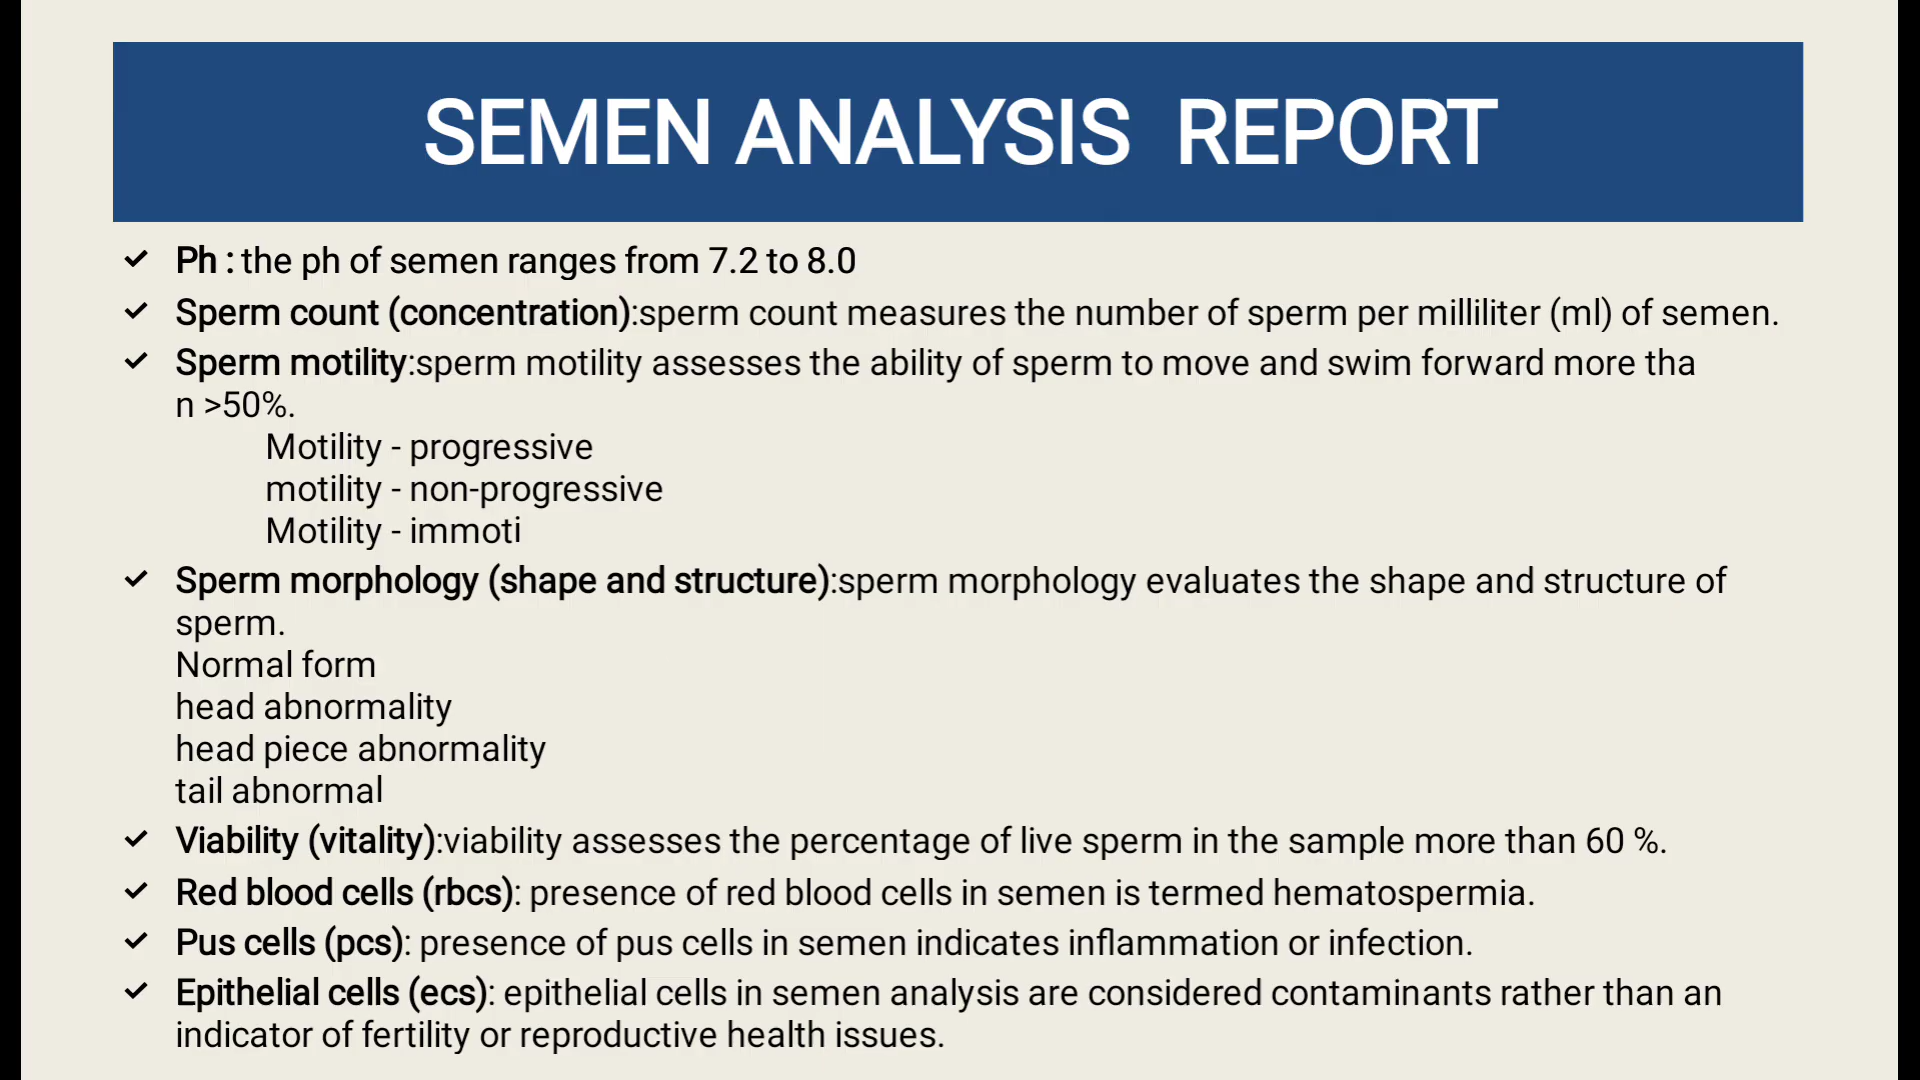 SEMEN ANALYSIS  REPORT
Ph : the ph of semen ranges from 7.2 to 8.0
Sperm count (concentration):sperm count measures the number of sperm per milliliter (ml) of semen.
Sperm motility:sperm motility assesses the ability of sperm to move and swim forward more tha
n >50%.
Motility - progressive
motility - non-progressive
Motility - immoti
Sperm morphology (shape and structure):sperm morphology evaluates the shape and structure of
sperm.
Normal form
head abnormality
head piece abnormality
tail abnormal
Viability (vitality):viability assesses the percentage of live sperm in the sample more than 60 %.
Red blood cells (rbcs): presence of red blood cells in semen is termed hematospermia.
Pus cells (pcs): presence of pus cells in semen indicates inflammation or infection.
Epithelial cells (ecs): epithelial cells in semen analysis are considered contaminants rather than an
indicator of fertility or reproductive health issues.